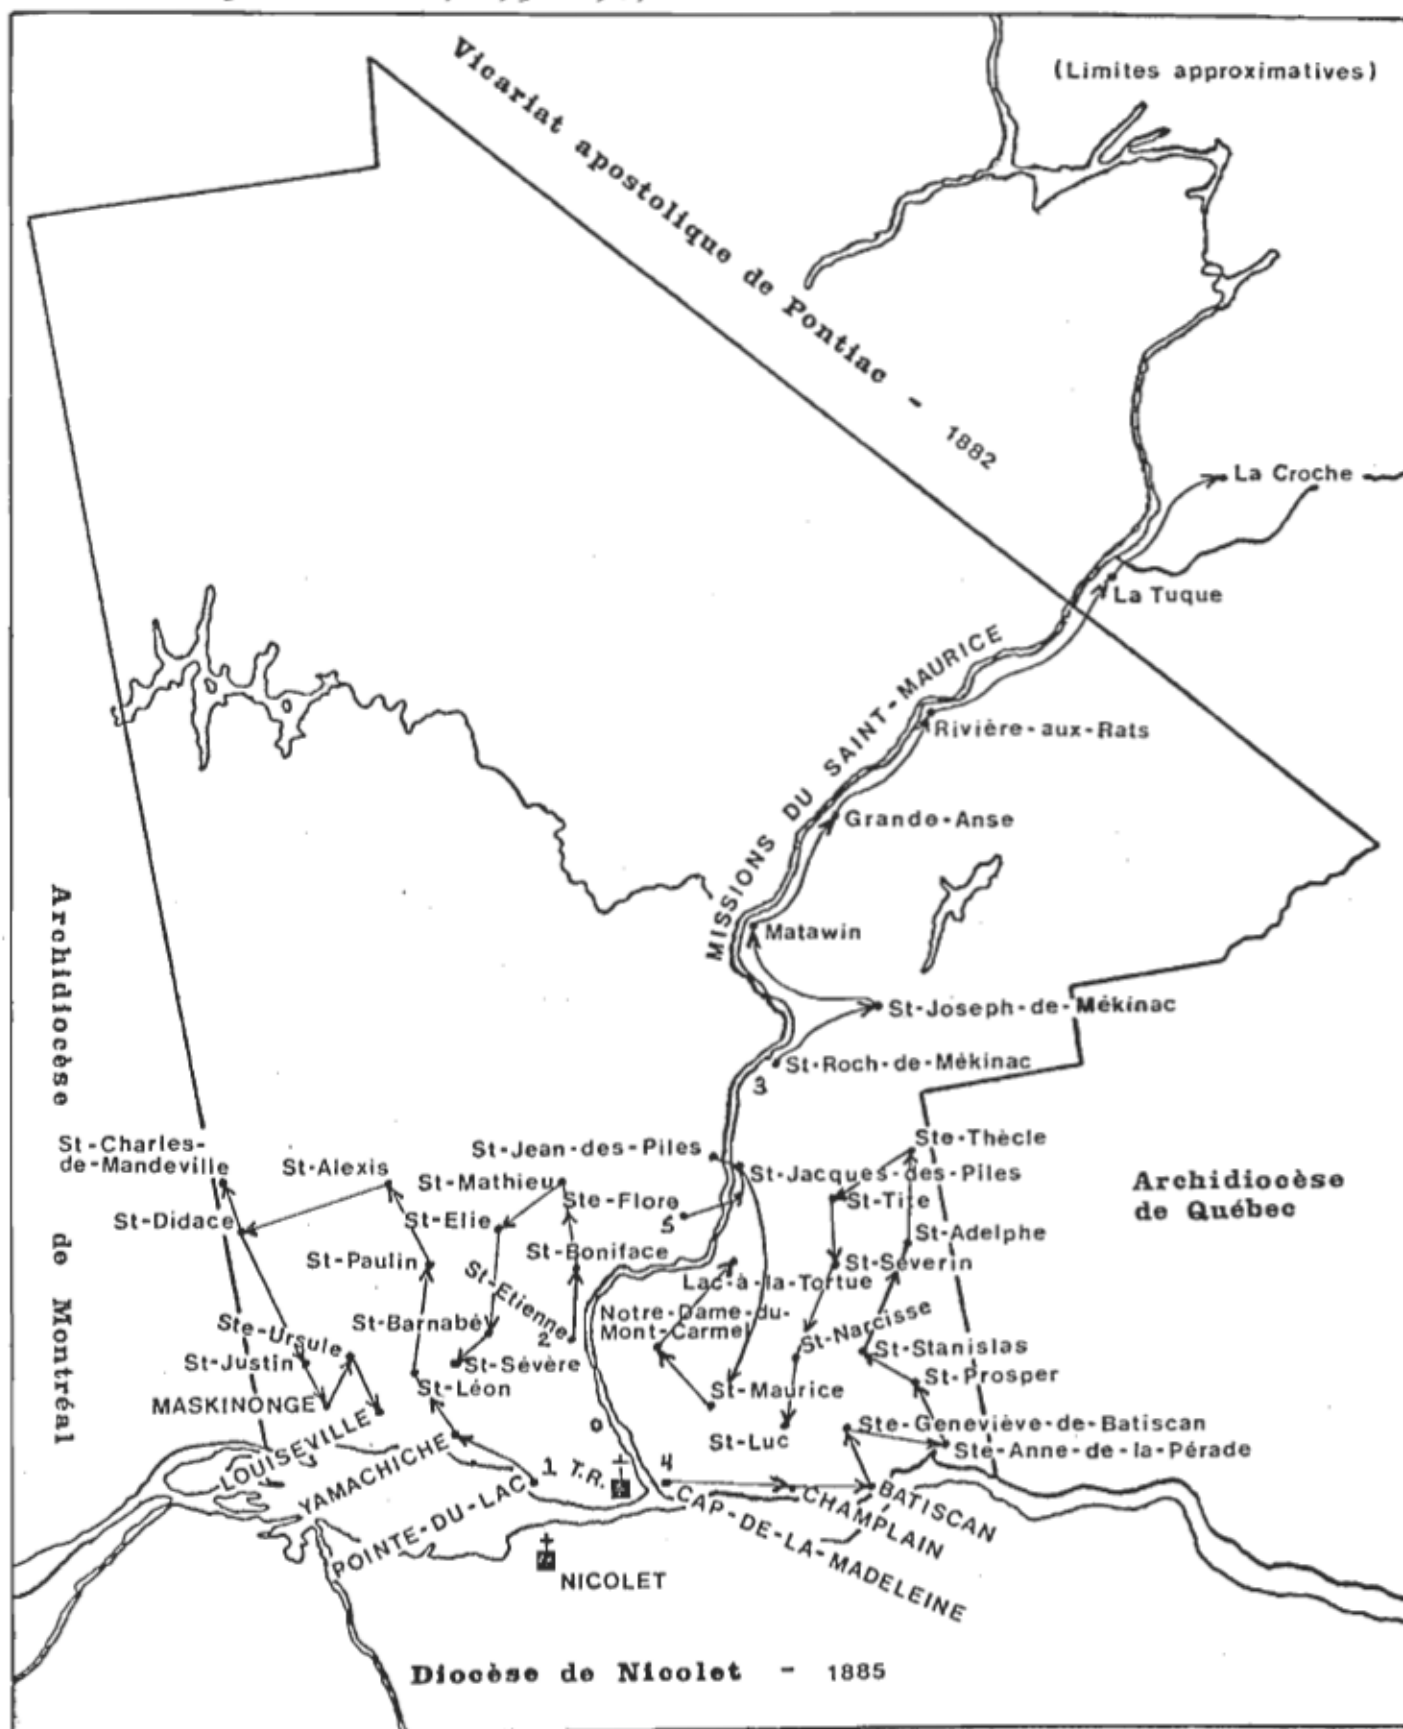 (Limites approximatives)
Vicariat apostolique de Pontiac - 1882
La Croche
La Tuque
MISSIONS DU SAINT-MAURICE
Rivière-aux-Rats
Grande-Anse
Matawin
St-Joseph-de-Mékinac
St-Roch-de-Mékinac
3
Archidiocèse de Montréal
St-Charles-
de-Mandeville
St-Alexis
St-Jean-des-Piles
Ste-Thècle
St-Mathieu
St-Jacques-des-Piles
Archidiocèse
de Québec
St-Didace
St-Elie
Ste-Flore
5
St-Tite
St-Adelphe
St-Paulin
St-Boniface
St-Séverin
Lac-à-la-Tortue
St-Etienne
2
Notre-Dame-du-
Mont-Carmel
St-Narcisse
Ste-Ursule
St-Barnabé
St-Stanislas
St-Justin
St-Sévère
St-Prosper
St-Léon
St-Maurice
MASKINONGE
Ste-Geneviève-de-Batiscan
St-Luc
Ste-Anne-de-la-Pérade
LOUISEVILLE
YAMACHICHE
1
T.R.
4
POINTE-DU-LAC
CAP-DE-LA-MADELEINE
CHAMPLAIN
BATISCAN
NICOLET
Diocèse de Nicolet - 1885